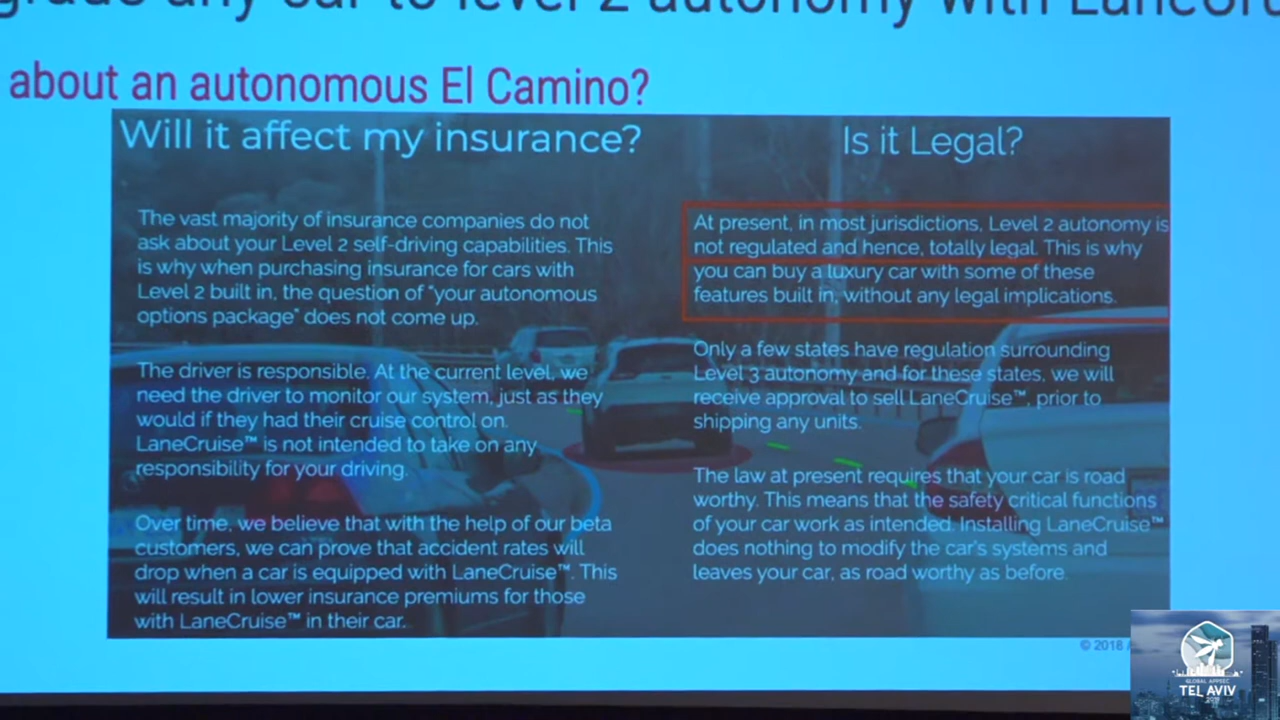 grade any car to level 2 autonomy with LaneCru
about an autonomous El Camino?
Will it affect my insurance?
The vast majority of insurance companies do not
ask about your Level 2 self-driving capabilities. This
is why when purchasing insurance for cars with
Level 2 built in, the question of "your autonomous
options package" does not come up.
The driver is responsible. At the current level, we
need the driver to monitor our system, just as they
would if they had their cruise control on.
LaneCruise™ is not intended to take on any
responsibility for your driving.
Over time, we believe that with the help of our beta
customers, we can prove that accident rates will
drop when a car is equipped with LaneCruise™. This
will result in lower insurance premiums for those
with LaneCruise™ in their car.
Is it Legal?
At present, in most jurisdictions, Level 2 autonomy is
not regulated and hence, totally legal. This is why
you can buy a luxury car with some of these
features built in, without any legal implications.
Only a few states have regulation surrounding
Level 3 autonomy and for these states, we will
receive approval to sell LaneCruise™, prior to
shipping any units.
The law at present requires that your car is road
worthy. This means that the safety critical functions
of your car work as intended. Installing LaneCruise™
does nothing to modify the car's systems and
leaves your car, as road worthy as before.
© 2018
GLOBAL APPSEC
TEL AVIV